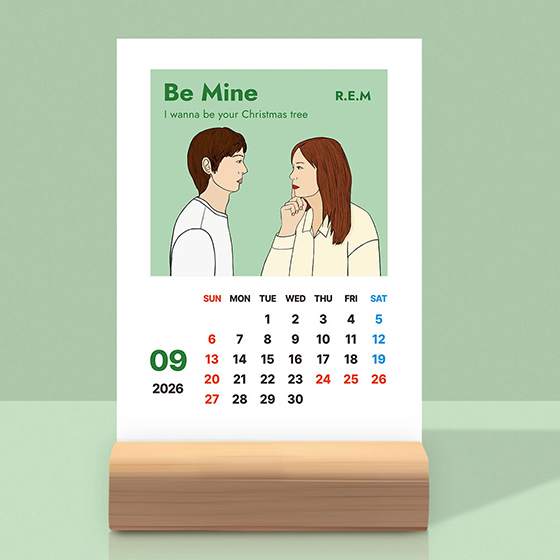 Be Mine R.E.M
I wanna be your Christmas tree
SUN MON TUE WED THU FRI SAT
1 2 3 4 5
6 7 8 9 10 11 12
13 14 15 16 17 18 19
20 21 22 23 24 25 26
27 28 29 30
09
2026